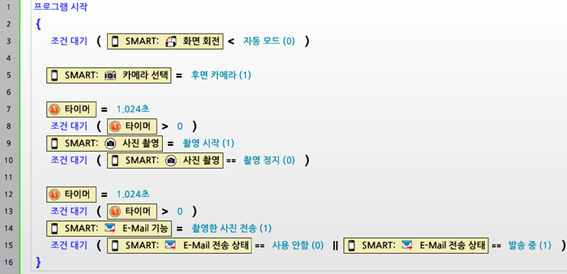 1 프로그램 시작
2 {
3 조건 대기 ( SMART: 화면 회전 < 자동 모드 (0) )
4
5 SMART: 카메라 선택 = 후면 카메라 (1)
6
7 타이머 = 1.024초
8 조건 대기 ( 타이머 > 0 )
9 SMART: 사진 촬영 = 촬영 시작 (1)
10 조건 대기 ( SMART: 사진 촬영 == 촬영 정지 (0) )
11
12 타이머 = 1.024초
13 조건 대기 ( 타이머 > 0 )
14 SMART: E-Mail 기능 = 촬영한 사진 전송 (1)
15 조건 대기 ( SMART: E-Mail 전송 상태 == 사용 안함 (0) || SMART: E-Mail 전송 상태 == 발송 중 (1) )
16 }